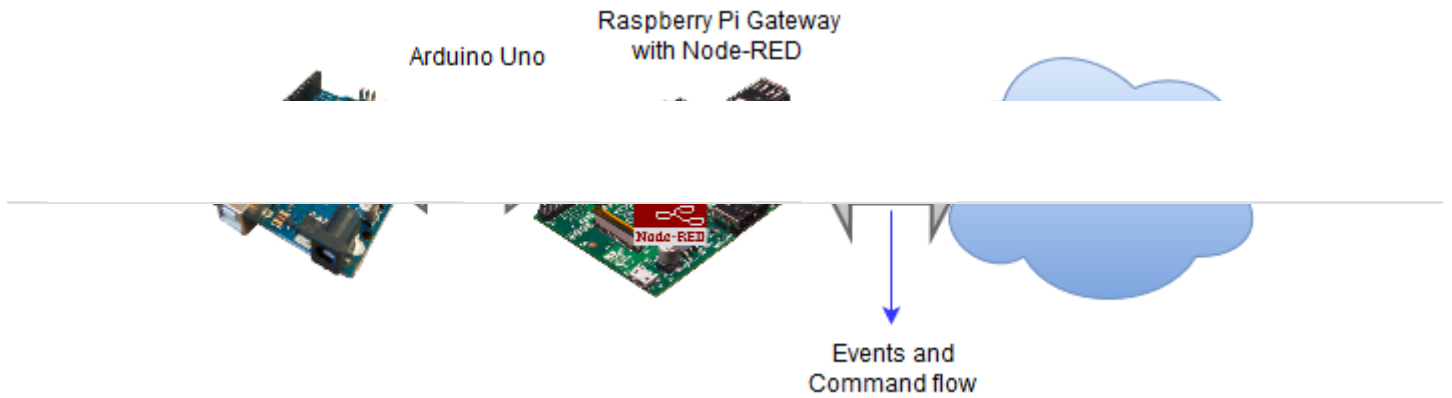 Raspberry Pi Gateway
with Node-RED
Arduino Uno
Node-RED
Events and
Command flow